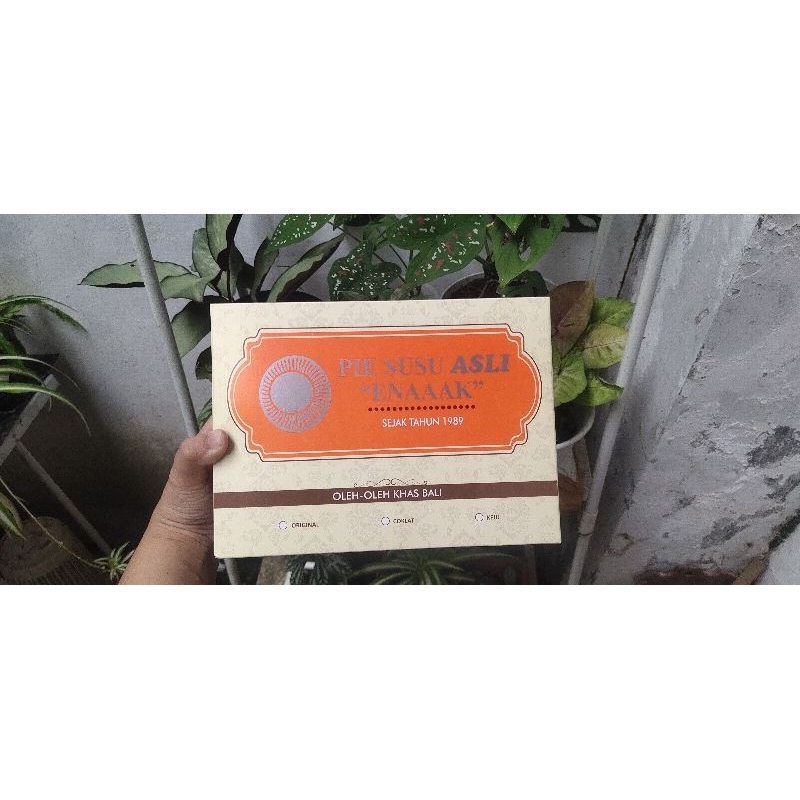 PIE SUSU ASLI
"ENAAAK"
SEJAK TAHUN 1989
OLEH-OLEH KHAS BALI
ORIGINAL
COKLAT
KEJU